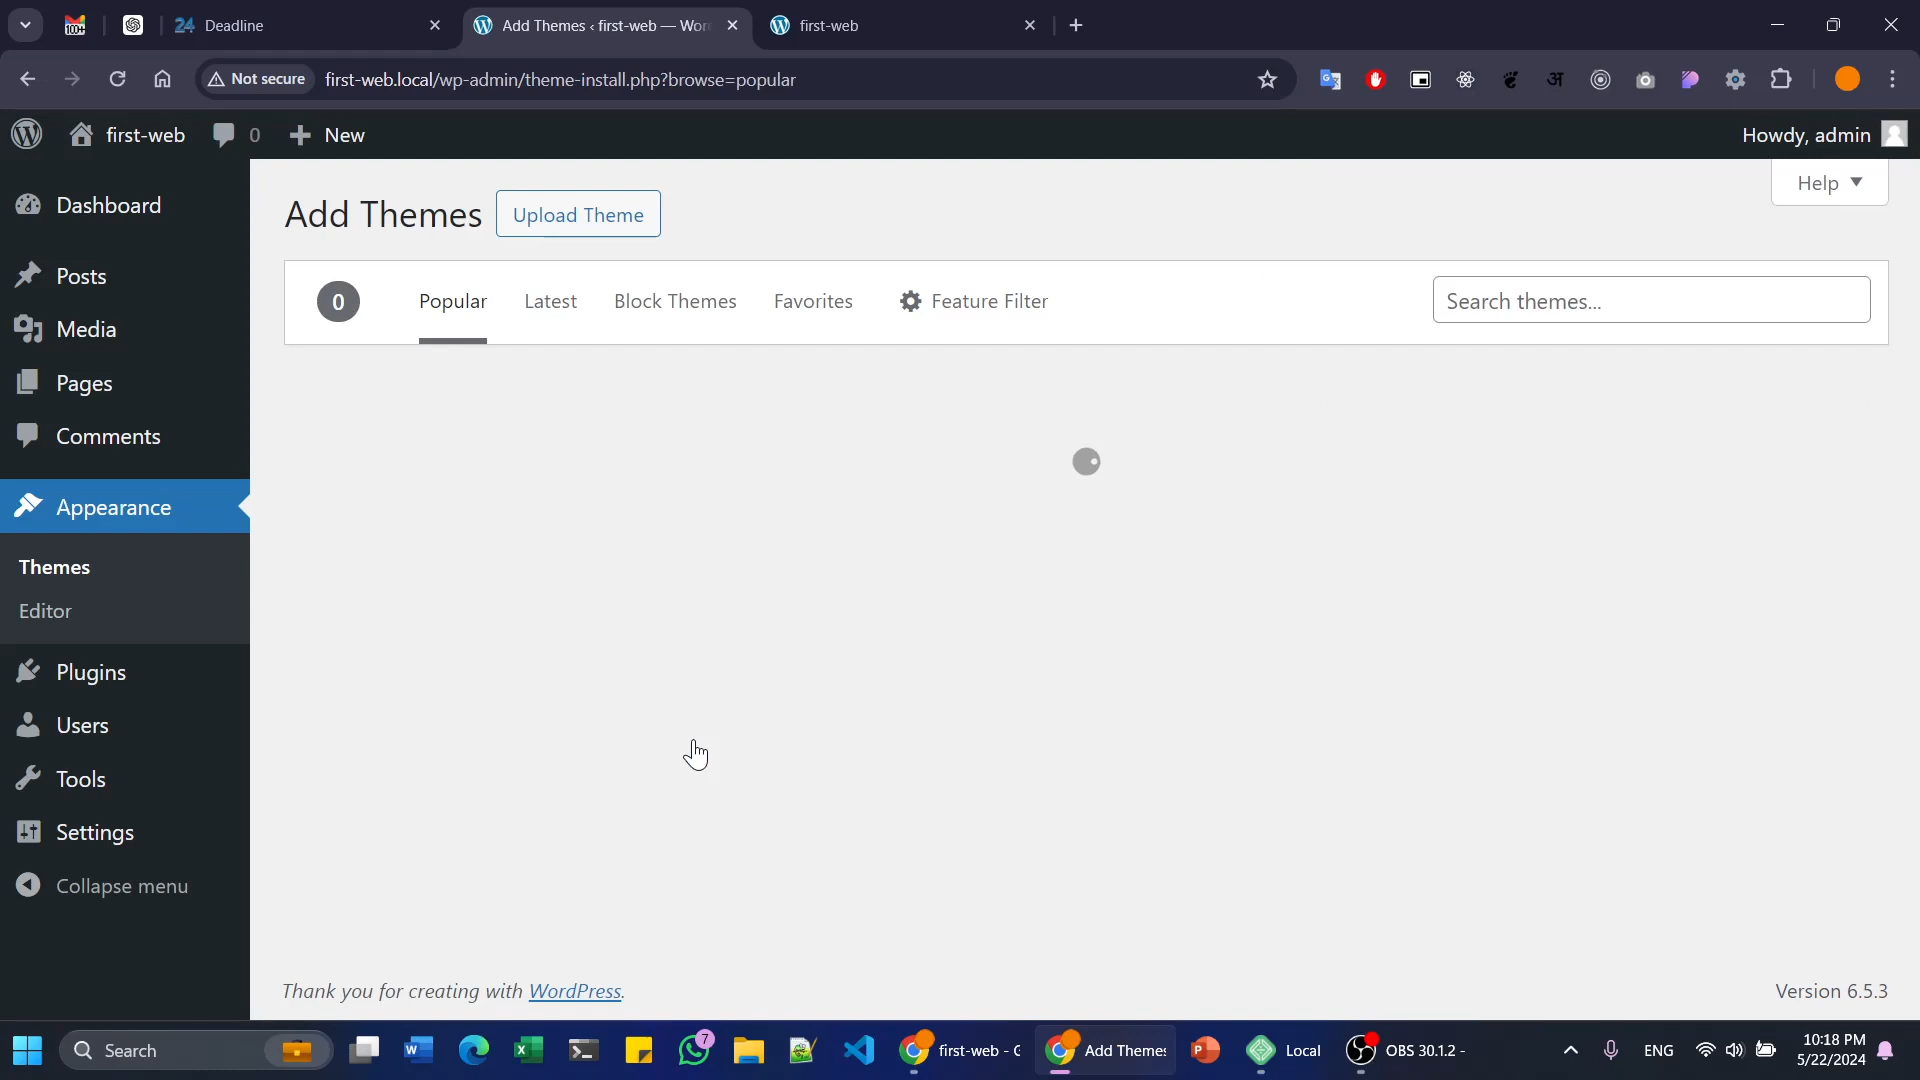 100+
24 Deadline
Add Themes ‹ first-web — Wor
first-web
Not secure
first-web.local/wp-admin/theme-install.php?browse=popular
first-web
0
New
Howdy, admin
Help
Dashboard
Posts
Media
Pages
Comments
Appearance
Themes
Editor
Plugins
Users
Tools
Settings
Collapse menu
Add Themes
Upload Theme
0
Popular
Latest
Block Themes
Favorites
Feature Filter
Search themes...
Thank you for creating with WordPress.
Version 6.5.3
Search
7
first-web - G
Add Themes
Local
OBS 30.1.2 -
ENG
10:18 PM
5/22/2024